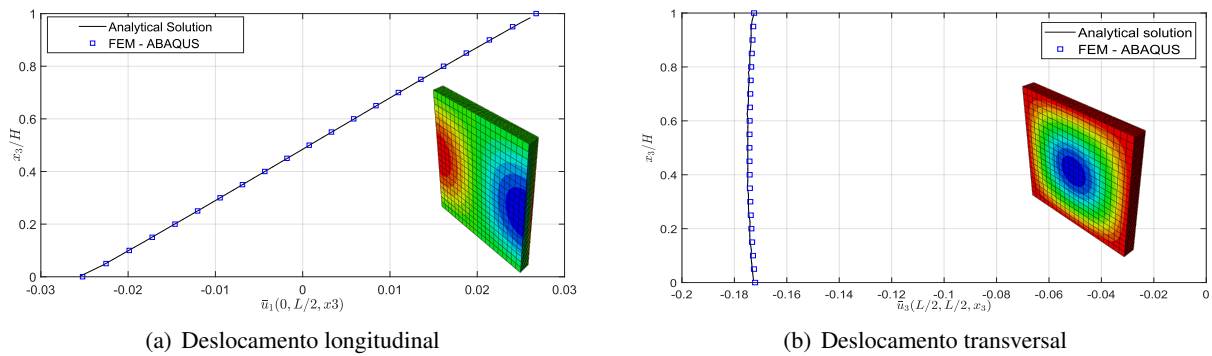 Analytical Solution
FEM - ABAQUS
1
0.8
0.6
0.4
0.2
0
x₃/H
-0.03 -0.02 -0.01 0 0.01 0.02 0.03
ū₁(0, L/2, x3)
(a) Deslocamento longitudinal
Analytical solution
FEM - ABAQUS
1
0.8
0.6
0.4
0.2
0
x₃/H
-0.2 -0.18 -0.16 -0.14 -0.12 -0.1 -0.08 -0.06 -0.04 -0.02 0
ū₃(L/2, L/2, x₃)
(b) Deslocamento transversal